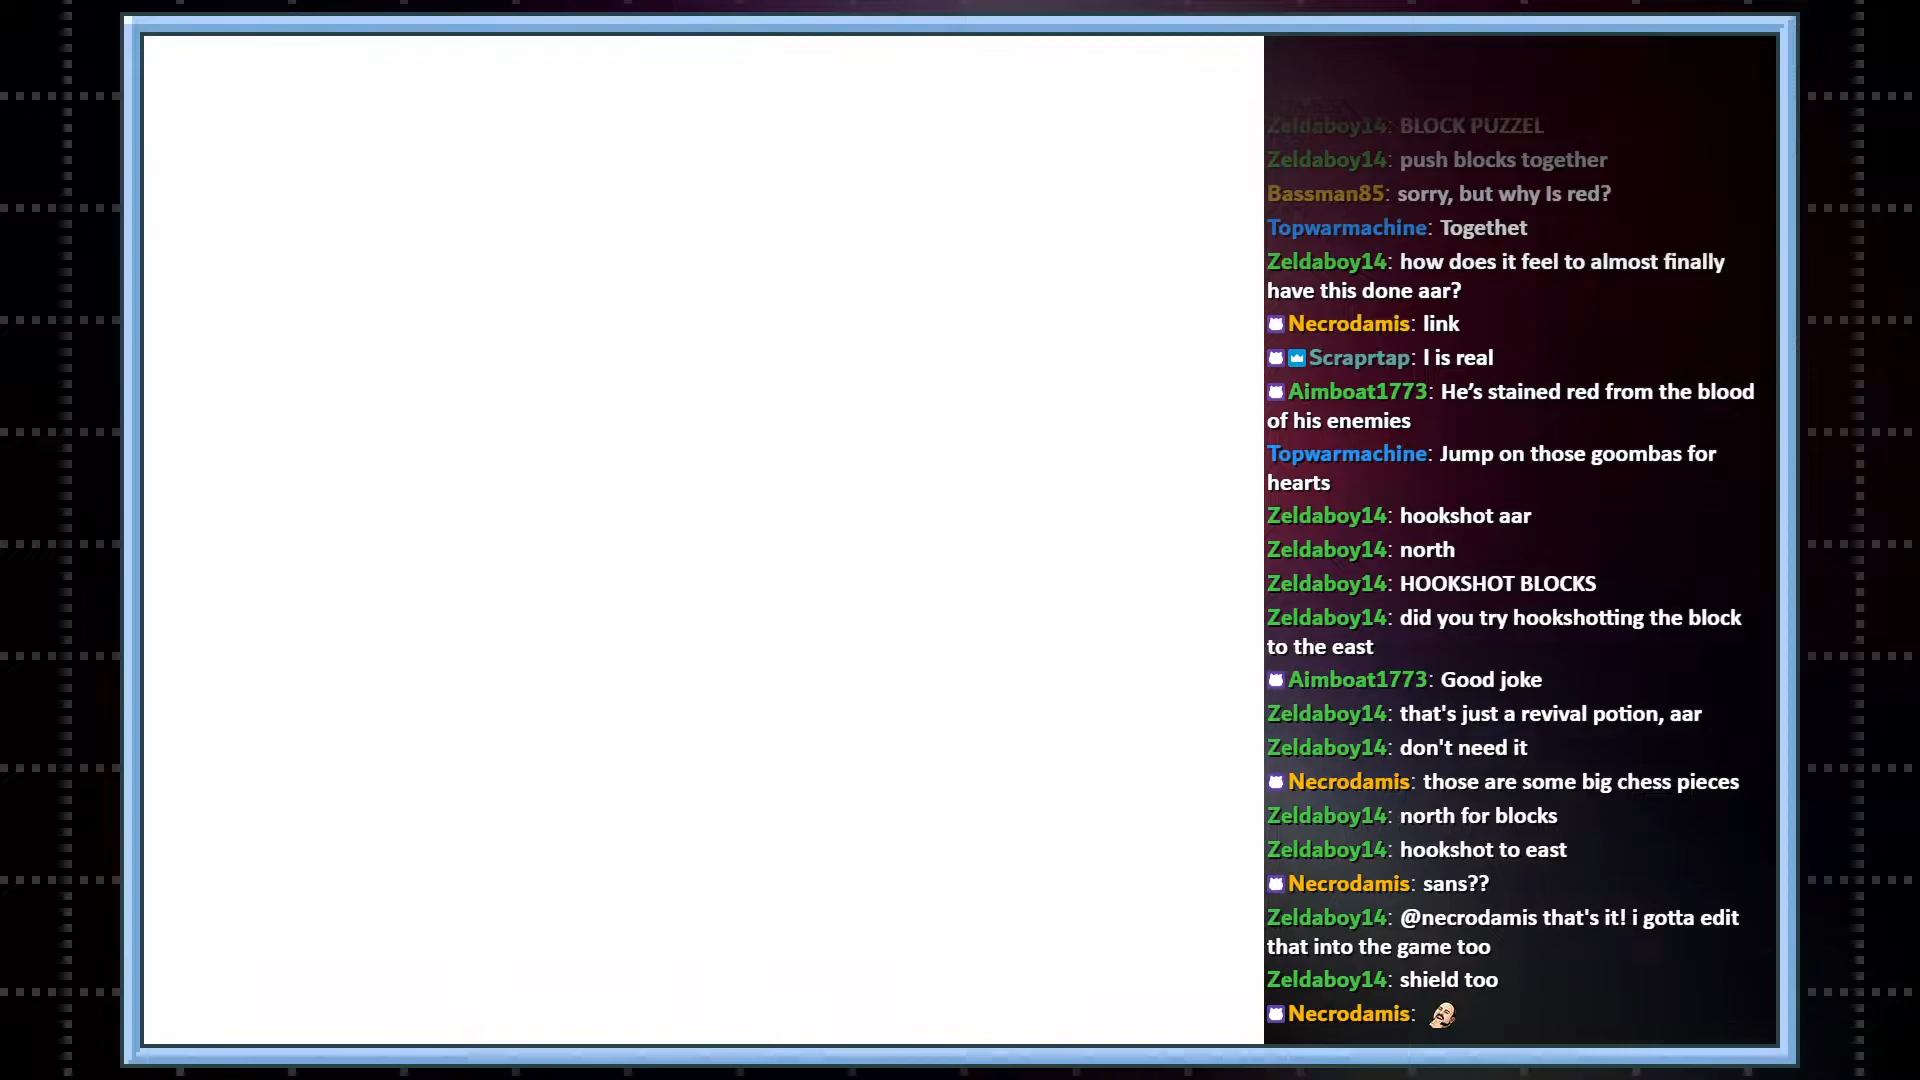 Zeldaboy14: BLOCK PUZZEL
Zeldaboy14: push blocks together
Bassman85: sorry, but why Is red?
Topwarmachine: Togethet
Zeldaboy14: how does it feel to almost finally
have this done aar?
Necrodamis: link
Scraprtap: I is real
Aimboat1773: He’s stained red from the blood
of his enemies
Topwarmachine: Jump on those goombas for
hearts
Zeldaboy14: hookshot aar
Zeldaboy14: north
Zeldaboy14: HOOKSHOT BLOCKS
Zeldaboy14: did you try hookshotting the block
to the east
Aimboat1773: Good joke
Zeldaboy14: that's just a revival potion, aar
Zeldaboy14: don't need it
Necrodamis: those are some big chess pieces
Zeldaboy14: north for blocks
Zeldaboy14: hookshot to east
Necrodamis: sans??
Zeldaboy14: @necrodamis that's it! i gotta edit
that into the game too
Zeldaboy14: shield too
Necrodamis: